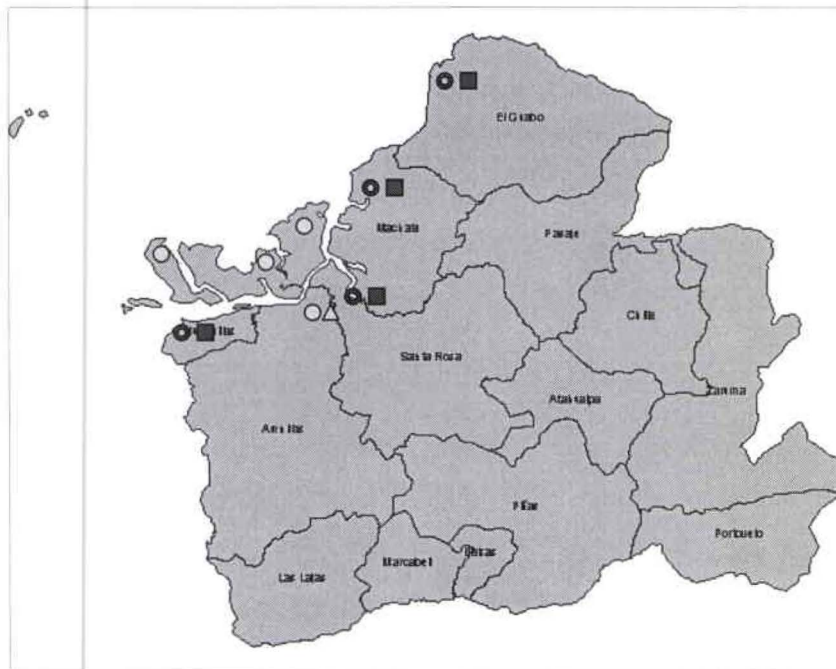 El Guabo
Machala
Pasaje
Chilla
Santa Rosa
Zaruma
Atahualpa
Arenillas
Piñas
Portovelo
Balsas
Marcabelí
Las Lajas